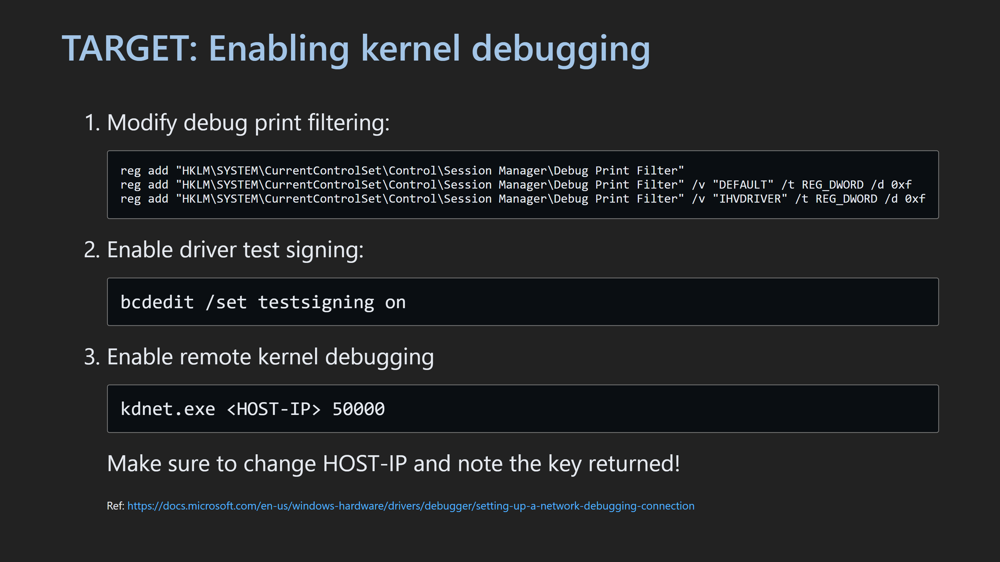 TARGET: Enabling kernel debugging
1. Modify debug print filtering:
reg add "HKLM\SYSTEM\CurrentControlSet\Control\Session Manager\Debug Print Filter"
reg add "HKLM\SYSTEM\CurrentControlSet\Control\Session Manager\Debug Print Filter" /v "DEFAULT" /t REG_DWORD /d 0xf
reg add "HKLM\SYSTEM\CurrentControlSet\Control\Session Manager\Debug Print Filter" /v "IHVDRIVER" /t REG_DWORD /d 0xf
2. Enable driver test signing:
bcdedit /set testsigning on
3. Enable remote kernel debugging
kdnet.exe <HOST-IP> 50000
Make sure to change HOST-IP and note the key returned!
Ref: https://docs.microsoft.com/en-us/windows-hardware/drivers/debugger/setting-up-a-network-debugging-connection